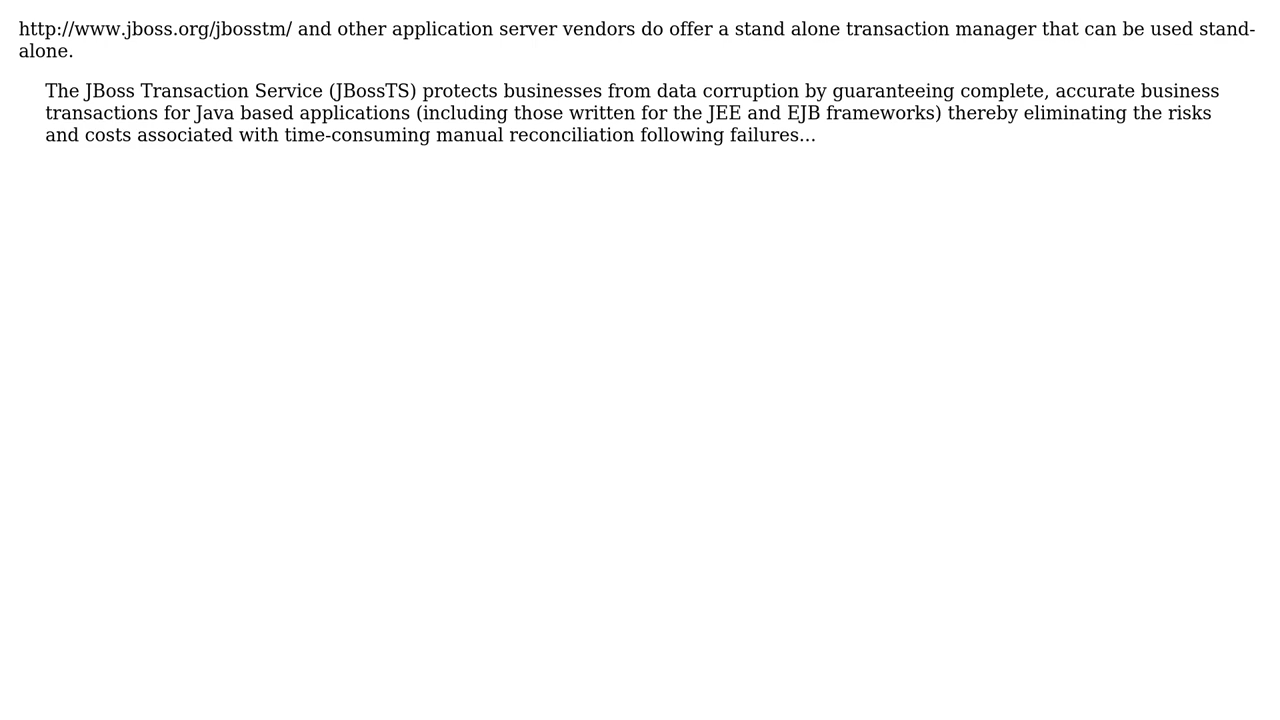 http://www.jboss.org/jbosstm/ and other application server vendors do offer a stand alone transaction manager that can be used stand-
alone.
The JBoss Transaction Service (JBossTS) protects businesses from data corruption by guaranteeing complete, accurate business
transactions for Java based applications (including those written for the JEE and EJB frameworks) thereby eliminating the risks
and costs associated with time-consuming manual reconciliation following failures...